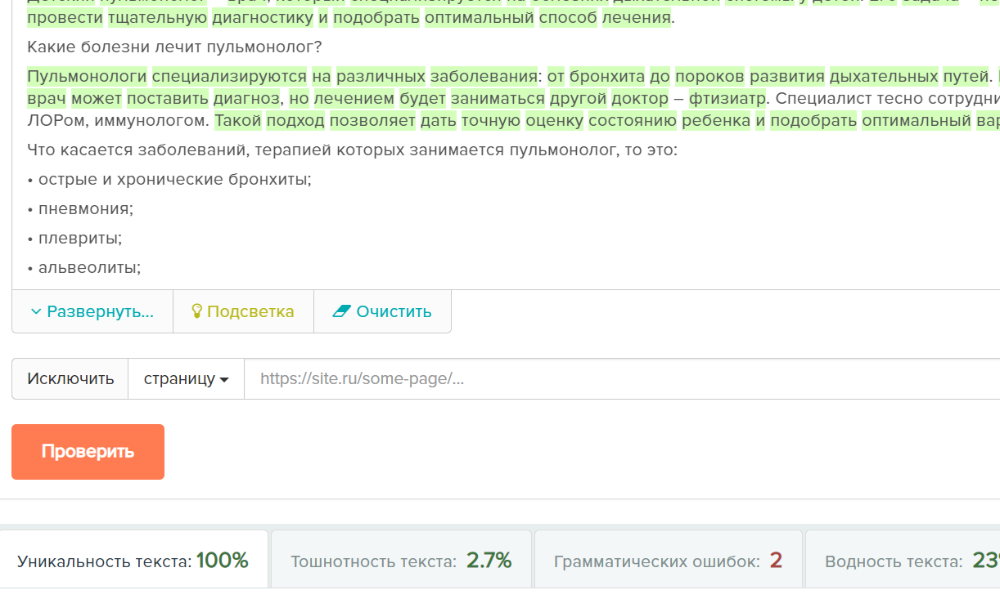 провести тщательную диагностику и подобрать оптимальный способ лечения.
Какие болезни лечит пульмонолог?
Пульмонологи специализируются на различных заболевания: от бронхита до пороков развития дыхательных путей.
врач может поставить диагноз, но лечением будет заниматься другой доктор – фтизиатр. Специалист тесно сотрудни
ЛОРом, иммунологом. Такой подход позволяет дать точную оценку состоянию ребенка и подобрать оптимальный вар
Что касается заболеваний, терапией которых занимается пульмонолог, то это:
• острые и хронические бронхиты;
• пневмония;
• плевриты;
• альвеолиты;
Развернуть... Подсветка Очистить
Исключить страницу https://site.ru/some-page/...
Проверить
Уникальность текста: 100% Тошнотность текста: 2.7% Грамматических ошибок: 2 Водность текста: 23%